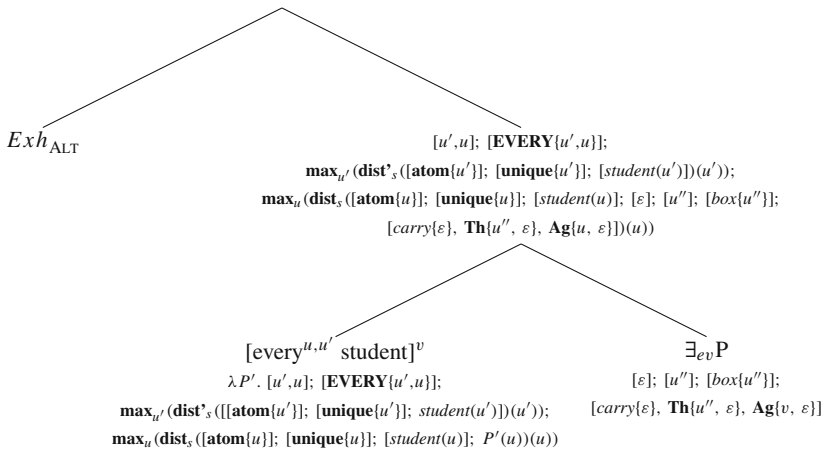 Exh_ALT
[u′,u]; [EVERY{u′,u}];
max_u′(dist'_s([atom{u′}]; [unique{u′}]; [student(u′)])(u′));
max_u(dist_s([atom{u}]; [unique{u}]; [student(u)]; [ε]; [u″]; [box{u″}];
[carry{ε}, Th{u″, ε}, Ag{u, ε}])(u))
[every^u,u′ student]^v
λP′. [u′,u]; [EVERY{u′,u}];
max_u′(dist'_s([[atom{u′}]; [unique{u′}]; student(u′)])(u′));
max_u(dist_s([atom{u}]; [unique{u}]; [student(u)]; P′(u))(u))
∃_evP
[ε]; [u″]; [box{u″}];
[carry{ε}, Th{u″, ε}, Ag{v, ε}]